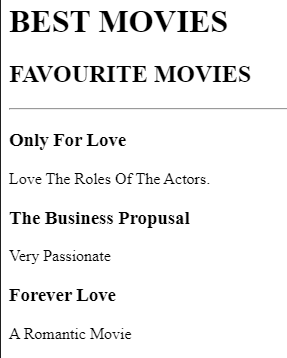 BEST MOVIES
FAVOURITE MOVIES
Only For Love
Love The Roles Of The Actors.
The Business Propusal
Very Passionate
Forever Love
A Romantic Movie